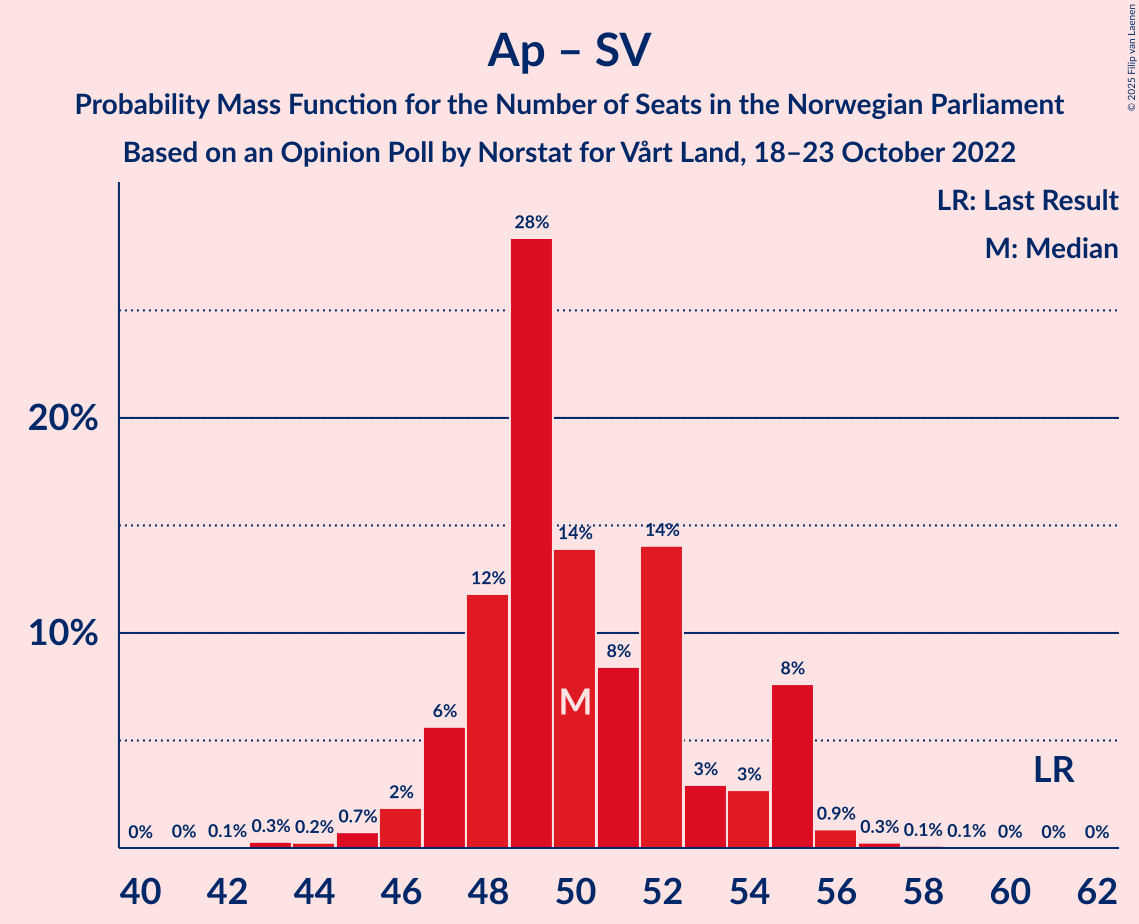 Ap – SV
Probability Mass Function for the Number of Seats in the Norwegian Parliament
Based on an Opinion Poll by Norstat for Vårt Land, 18–23 October 2022
© 2025 Filip van Laenen
LR: Last Result
M: Median
20%
10%
0% 0% 0.1% 0.3% 0.2% 0.7% 2% 6% 12% 28% 14% 8% 14% 3% 3% 8% 0.9% 0.3% 0.1% 0.1% 0% 0% 0%
M
LR
40 42 44 46 48 50 52 54 56 58 60 62